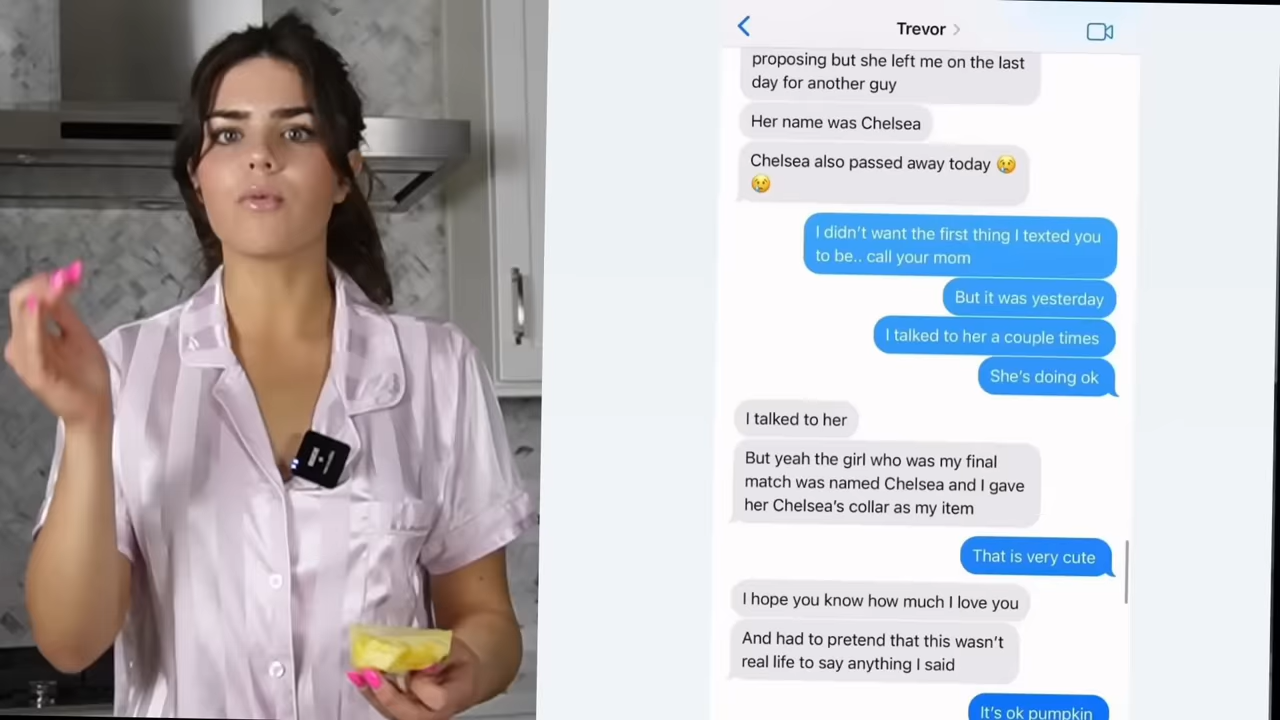 Trevor
proposing but she left me on the last
day for another guy
Her name was Chelsea
Chelsea also passed away today 😢
😢
I didn't want the first thing I texted you
to be.. call your mom
But it was yesterday
I talked to her a couple times
She's doing ok
I talked to her
But yeah the girl who was my final
match was named Chelsea and I gave
her Chelsea's collar as my item
That is very cute
I hope you know how much I love you
And had to pretend that this wasn't
real life to say anything I said
It's ok pumpkin